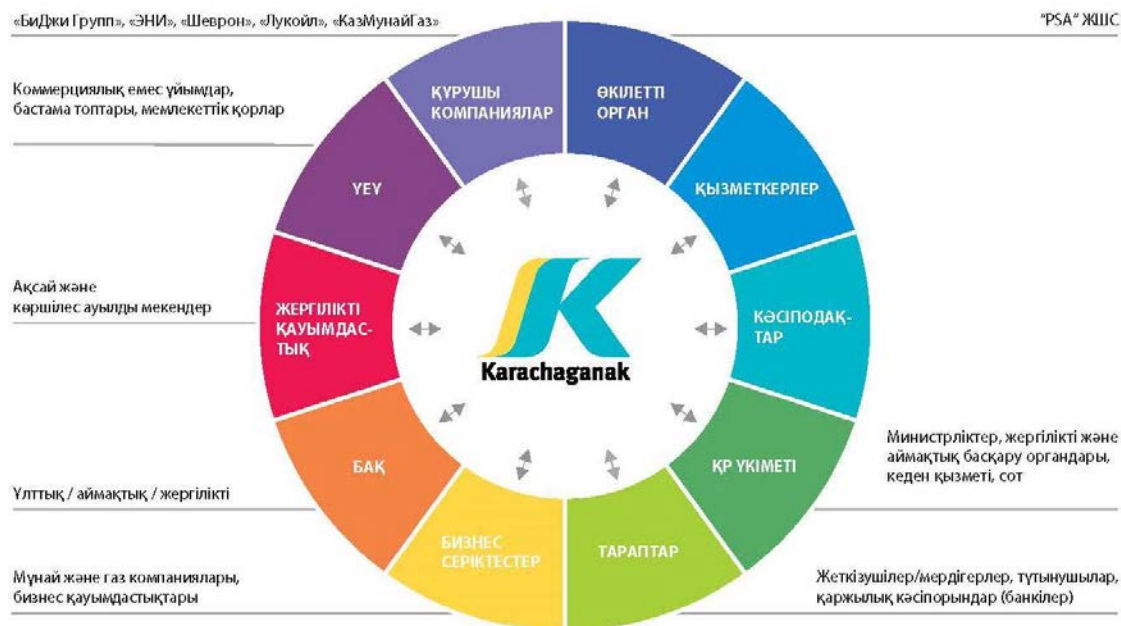 «БиДжи Групп», «ЭНИ», «Шеврон», «Лукойл», «КазМунайГаз»
"PSA" ЖШС
Коммерциялық емес ұйымдар,
бастама топтары, мемлекеттік қорлар
ҚҰРУШЫ
КОМПАНИЯЛАР
ӨКІЛЕТТІ
ОРГАН
ҮЕҰ
ҚЫЗМЕТКЕРЛЕР
Ақсай және
көршілес ауылды мекендер
ЖЕРГІЛІКТІ
ҚАУЫМДАС-
ТЫҚ
КӘСІПОДАҚ-
ТАР
Karachaganak
Министрліктер, жергілікті және
аймақтық басқару органдары,
кеден қызметі, сот
БАҚ
ҚР ҮКІМЕТІ
Ұлттық / аймақтық / жергілікті
БИЗНЕС
СЕРІКТЕСТЕР
ТАРАПТАР
Мұнай және газ компаниялары,
бизнес қауымдастықтары
Жеткізушілер/мердігерлер, тұтынушылар,
қаржылық кәсіпорындар (банкілер)